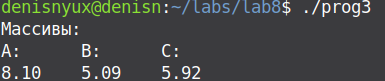 denisnyux@denisn:~/labs/lab8$ ./prog3
Массивы:
A: B: C:
8.10 5.09 5.92